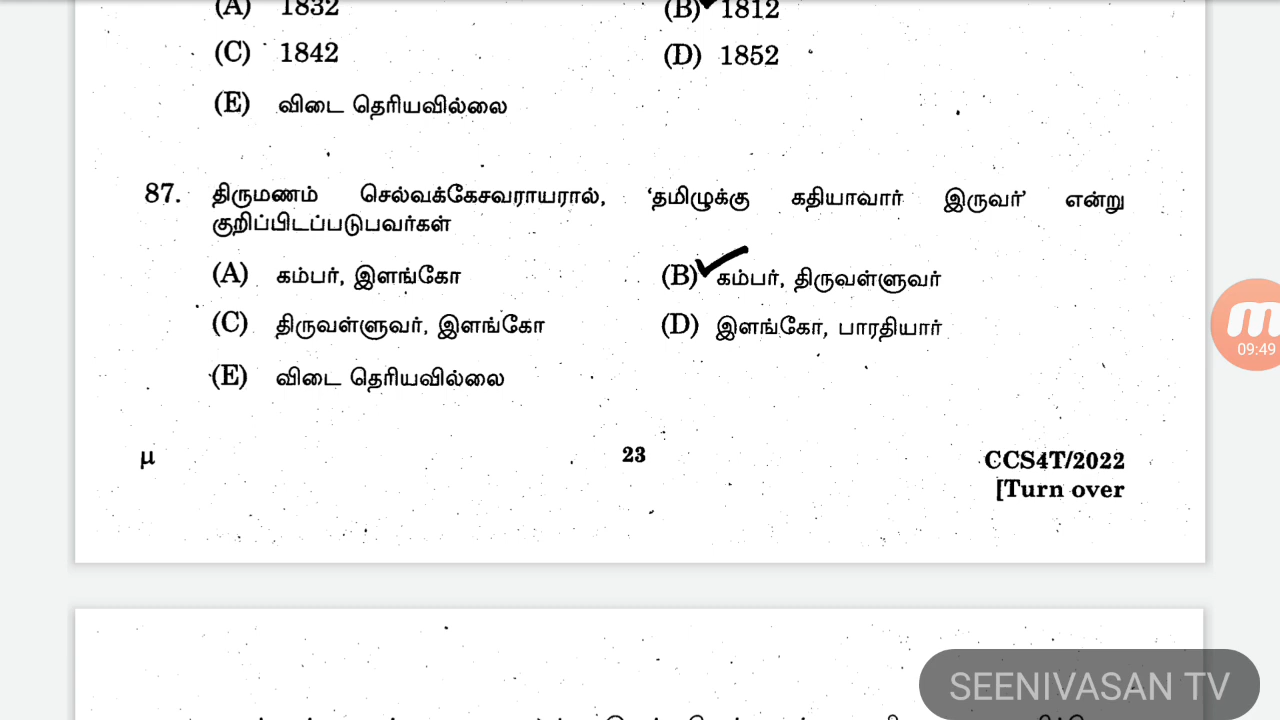 (A) 1832 (B) 1812
(C) 1842 (D) 1852
(E) விடை தெரியவில்லை
87. திருமணம் செல்வக்கேசவராயரால், ‘தமிழுக்கு கதியாவார் இருவர்’ என்று
குறிப்பிடப்படுபவர்கள்
(A) கம்பர், இளங்கோ (B) கம்பர், திருவள்ளுவர்
(C) திருவள்ளுவர், இளங்கோ (D) இளங்கோ, பாரதியார்
(E) விடை தெரியவில்லை
09:49
µ 23 CCS4T/2022
[Turn over
SEENIVASAN TV